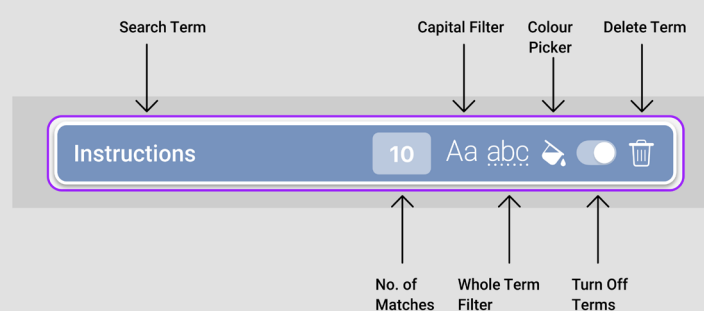 Search Term
Capital Filter
Colour
Picker
Delete Term
Instructions
10
Aa
abc
No. of
Matches
Whole Term
Filter
Turn Off
Terms